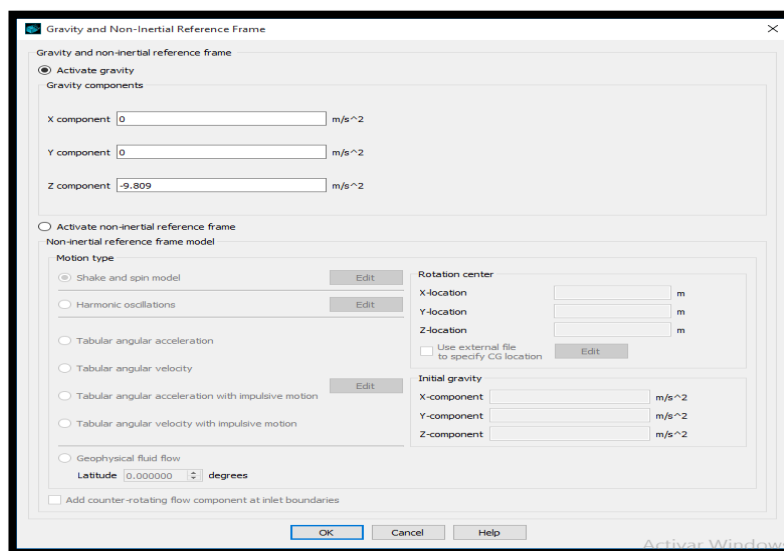 Gravity and Non-Inertial Reference Frame
Gravity and non-inertial reference frame
Activate gravity
Gravity components
X component 0 m/s^2
Y component 0 m/s^2
Z component -9.809 m/s^2
Activate non-inertial reference frame
Non-inertial reference frame model
Motion type
Shake and spin model Edit
Harmonic oscillations Edit
Tabular angular acceleration
Tabular angular velocity
Tabular angular acceleration with impulsive motion Edit
Tabular angular velocity with impulsive motion
Geophysical fluid flow
Latitude 0.000000 degrees
Rotation center
X-location m
Y-location m
Z-location m
Use external file
to specify CG location Edit
Initial gravity
X-component m/s^2
Y-component m/s^2
Z-component m/s^2
Add counter-rotating flow component at inlet boundaries
OK Cancel Help
Activar Window